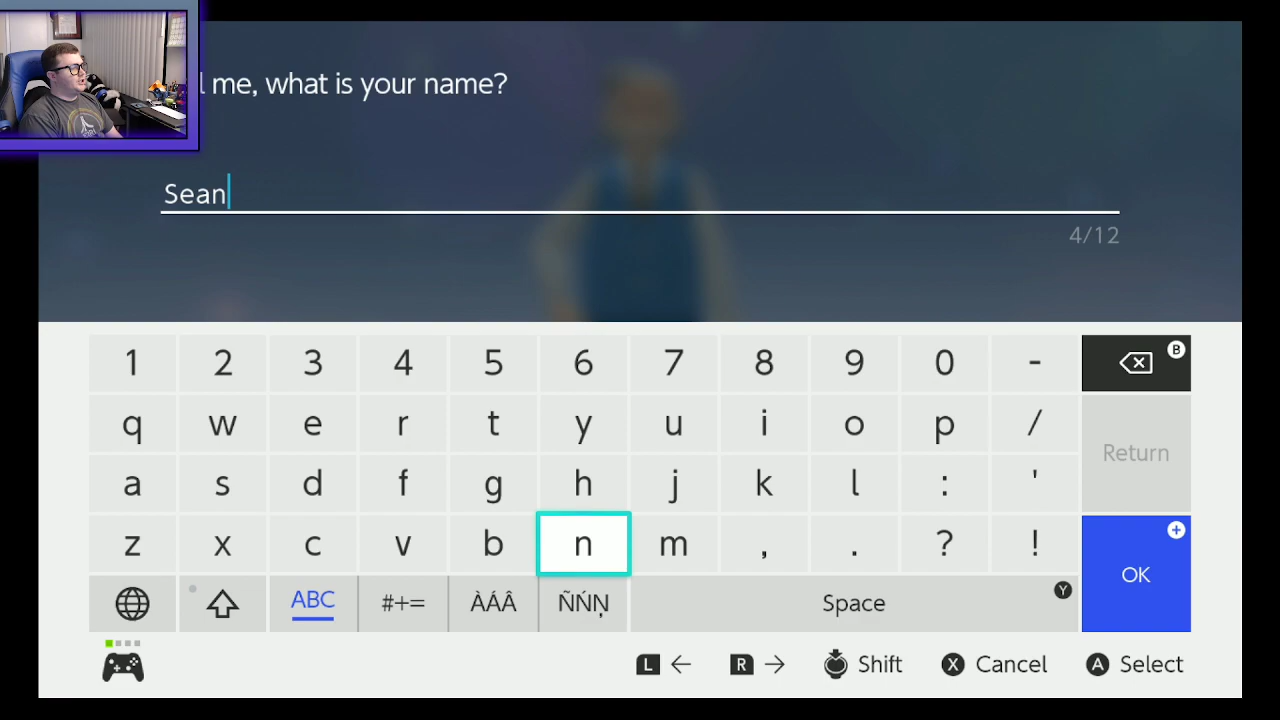 l me, what is your name?
Sean
4/12
1 2 3 4 5 6 7 8 9 0 - B
q w e r t y u i o p /
Return
a s d f g h j k l : '
z x c v b n m , . ? ! +
OK
ABC #+= ÀÁÂ ÑŃŅ Space Y
L ← R → Shift X Cancel A Select